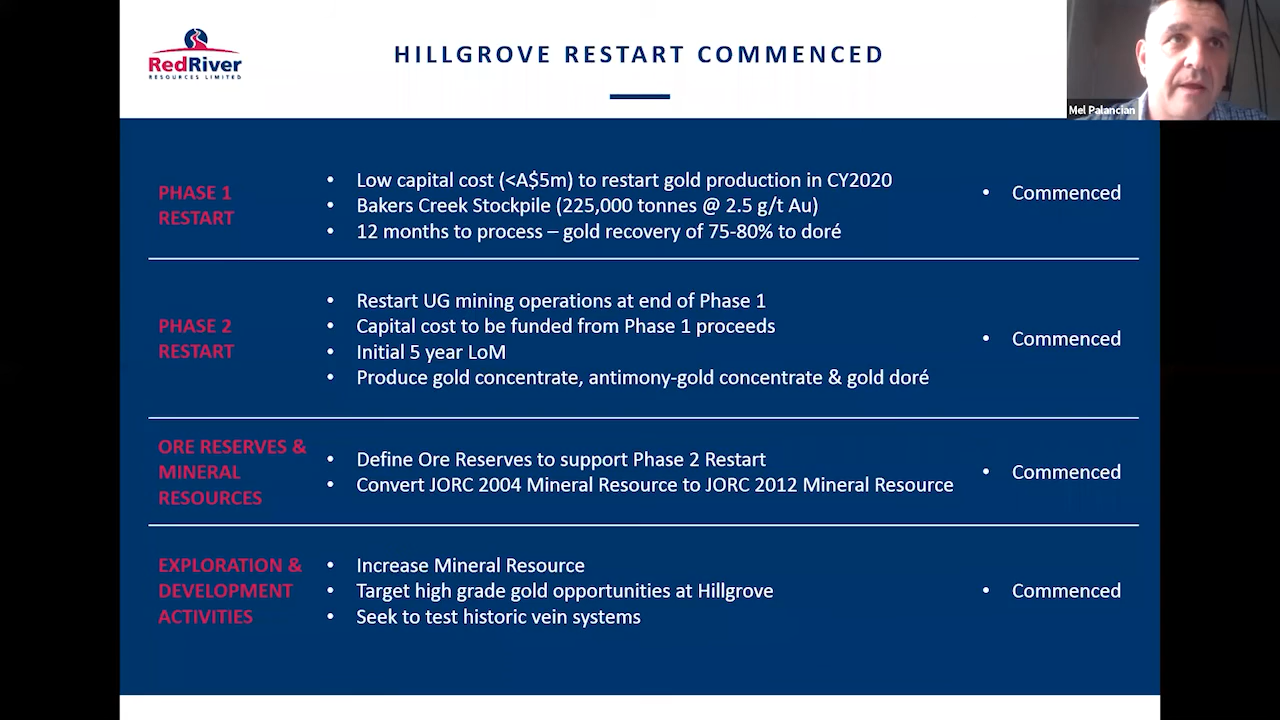 RedRiver
RESOURCES LIMITED
HILLGROVE RESTART COMMENCED
Mel Palancian
PHASE 1
RESTART
• Low capital cost (<A$5m) to restart gold production in CY2020
• Bakers Creek Stockpile (225,000 tonnes @ 2.5 g/t Au)
• 12 months to process – gold recovery of 75-80% to doré
• Commenced
PHASE 2
RESTART
• Restart UG mining operations at end of Phase 1
• Capital cost to be funded from Phase 1 proceeds
• Initial 5 year LoM
• Produce gold concentrate, antimony-gold concentrate & gold doré
• Commenced
ORE RESERVES &
MINERAL
RESOURCES
• Define Ore Reserves to support Phase 2 Restart
• Convert JORC 2004 Mineral Resource to JORC 2012 Mineral Resource
• Commenced
EXPLORATION &
DEVELOPMENT
ACTIVITIES
• Increase Mineral Resource
• Target high grade gold opportunities at Hillgrove
• Seek to test historic vein systems
• Commenced